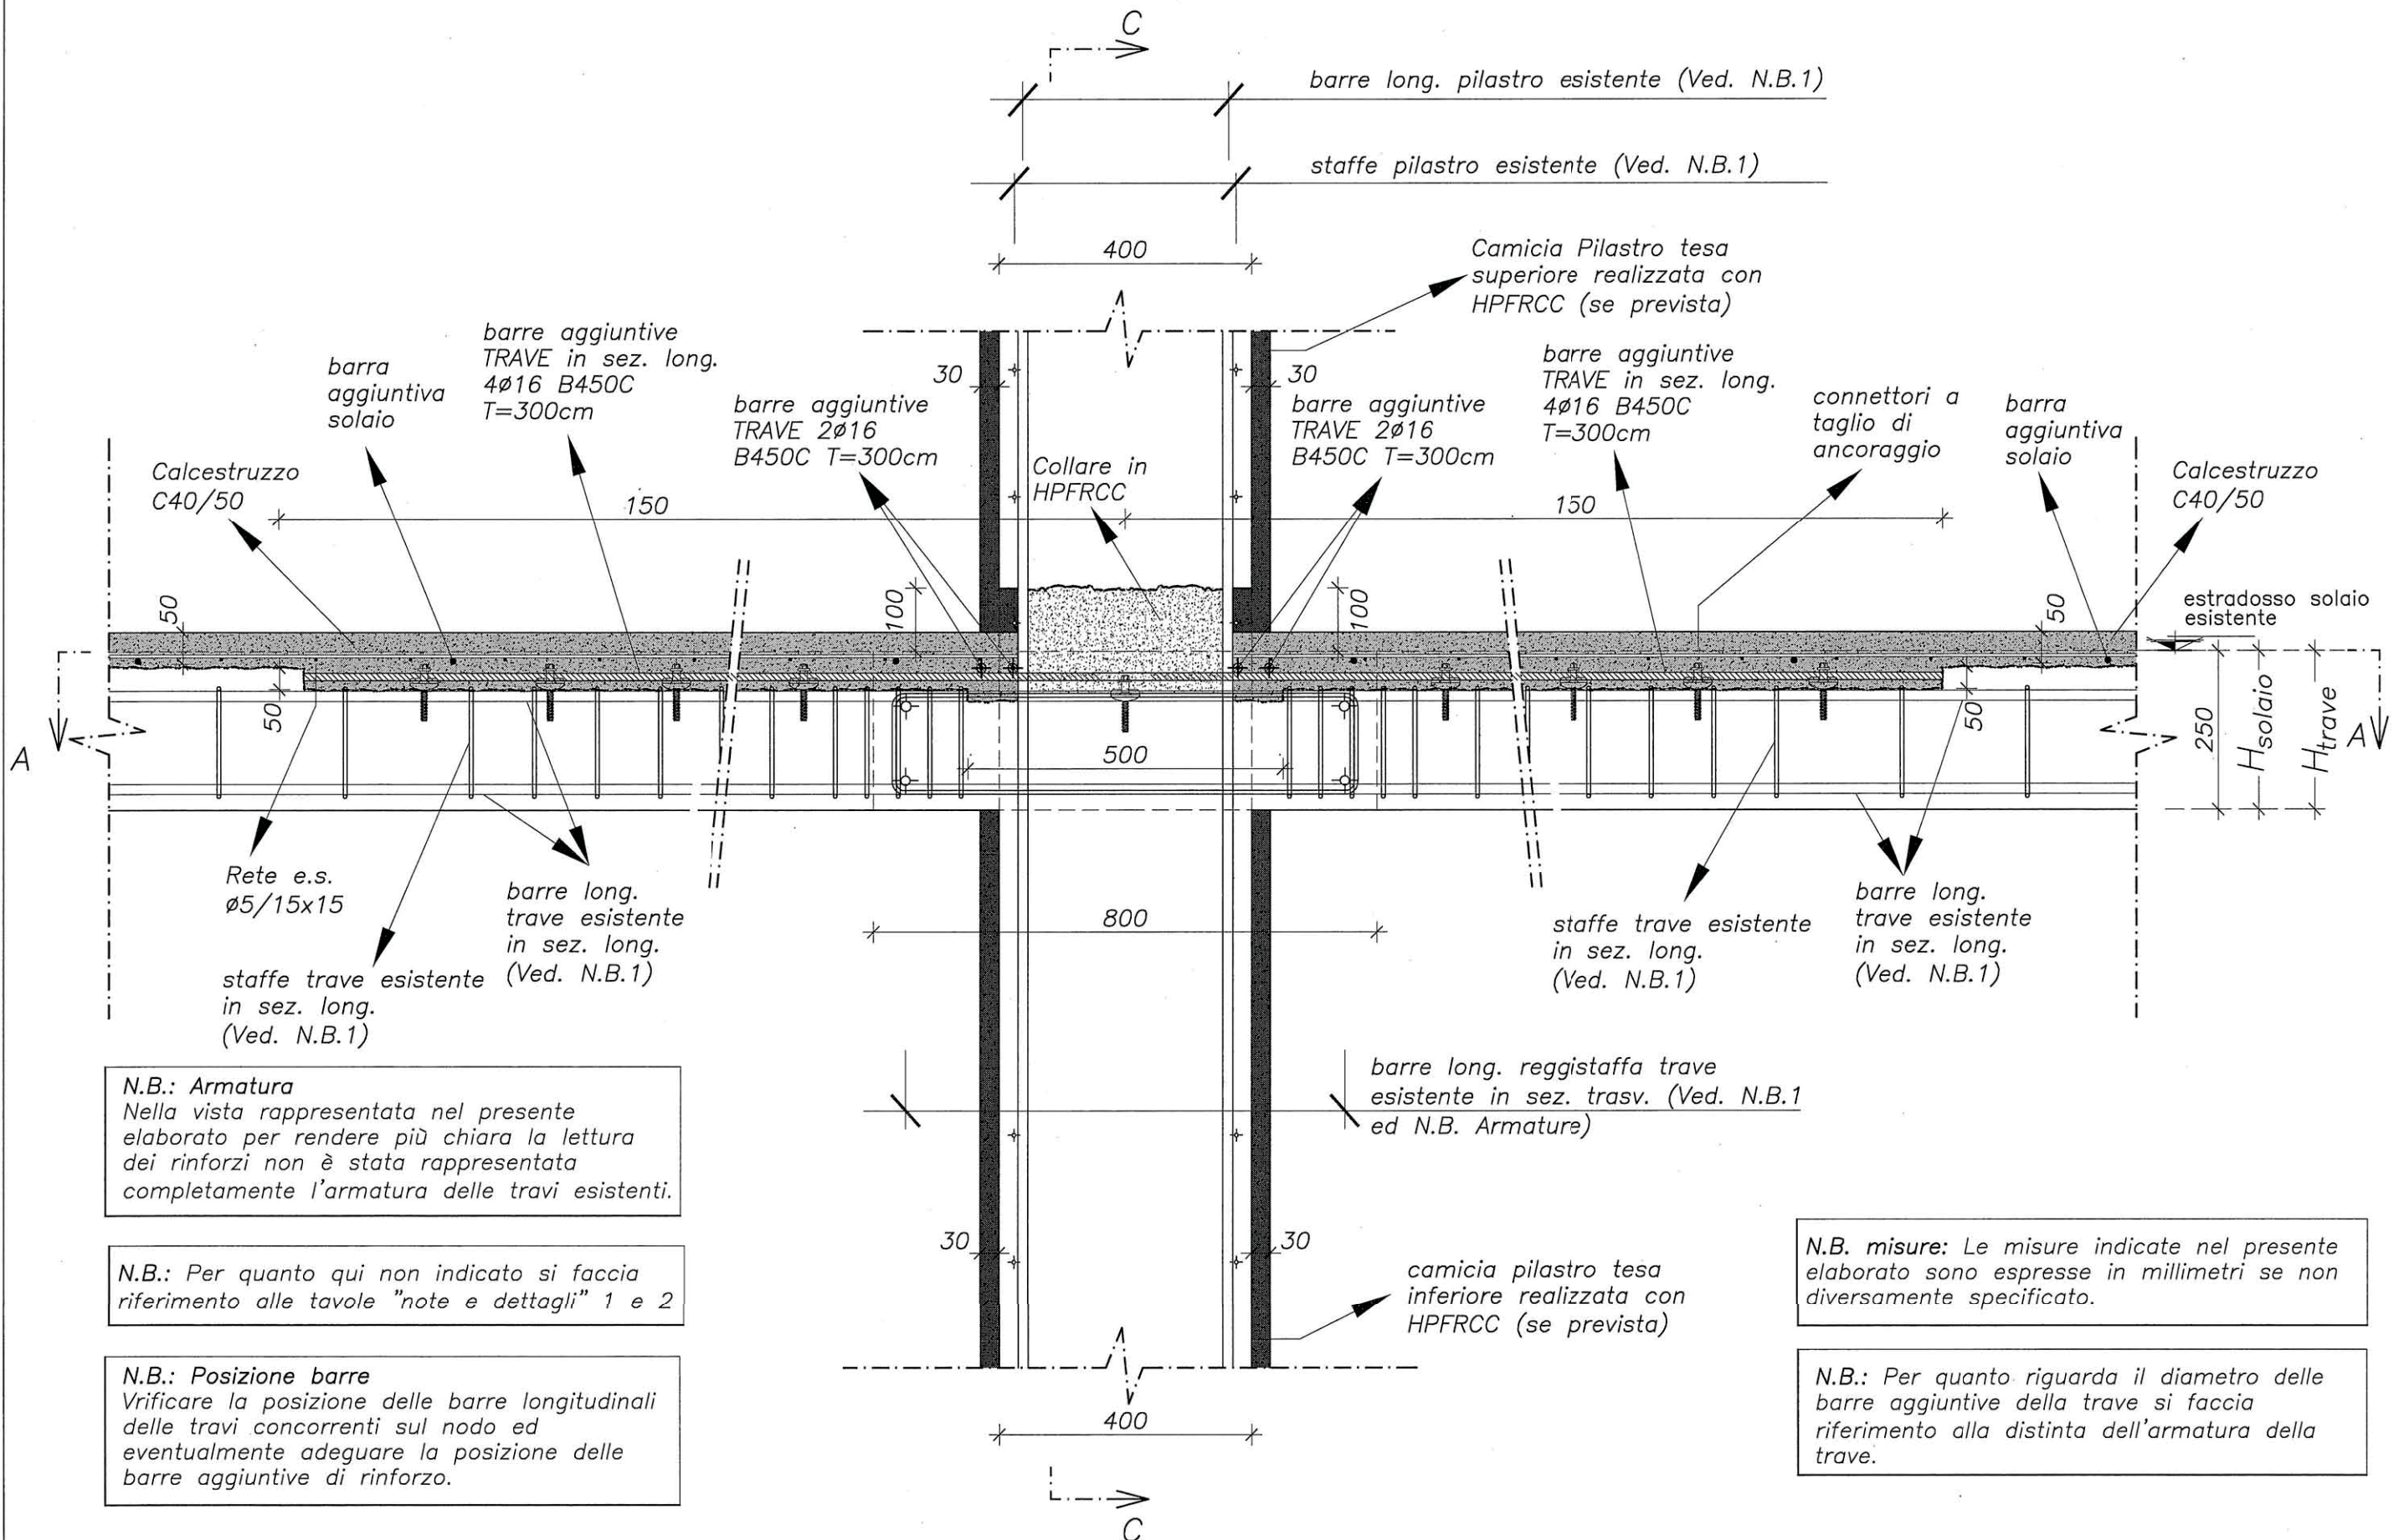 C
barre long. pilastro esistente (Ved. N.B.1)
staffe pilastro esistente (Ved. N.B.1)
400
Camicia Pilastro tesa
superiore realizzata con
HPFRCC (se prevista)
barra
aggiuntiva
solaio
barre aggiuntive
TRAVE in sez. long.
4ø16 B450C
T=300cm
30
30
barre aggiuntive
TRAVE 2ø16
B450C T=300cm
barre aggiuntive
TRAVE 2ø16
B450C T=300cm
barre aggiuntive
TRAVE in sez. long.
4ø16 B450C
T=300cm
connettori a
taglio di
ancoraggio
barra
aggiuntiva
solaio
Calcestruzzo
C40/50
Collare in
HPFRCC
Calcestruzzo
C40/50
150
150
50
100
100
50
estradosso solaio
esistente
A
50
500
50
250
Hsolaio
Htrave
A
Rete e.s.
ø5/15x15
barre long.
trave esistente
in sez. long.
(Ved. N.B.1)
staffe trave esistente
in sez. long.
(Ved. N.B.1)
800
staffe trave esistente
in sez. long.
(Ved. N.B.1)
barre long.
trave esistente
in sez. long.
(Ved. N.B.1)
barre long. reggistaffa trave
esistente in sez. trasv. (Ved. N.B.1
ed N.B. Armature)
N.B.: Armatura
Nella vista rappresentata nel presente
elaborato per rendere più chiara la lettura
dei rinforzi non è stata rappresentata
completamente l'armatura delle travi esistenti.
N.B.: Per quanto qui non indicato si faccia
riferimento alle tavole "note e dettagli" 1 e 2
N.B.: Posizione barre
Vrificare la posizione delle barre longitudinali
delle travi concorrenti sul nodo ed
eventualmente adeguare la posizione delle
barre aggiuntive di rinforzo.
30
30
camicia pilastro tesa
inferiore realizzata con
HPFRCC (se prevista)
400
C
N.B. misure: Le misure indicate nel presente
elaborato sono espresse in millimetri se non
diversamente specificato.
N.B.: Per quanto riguarda il diametro delle
barre aggiuntive della trave si faccia
riferimento alla distinta dell'armatura della
trave.